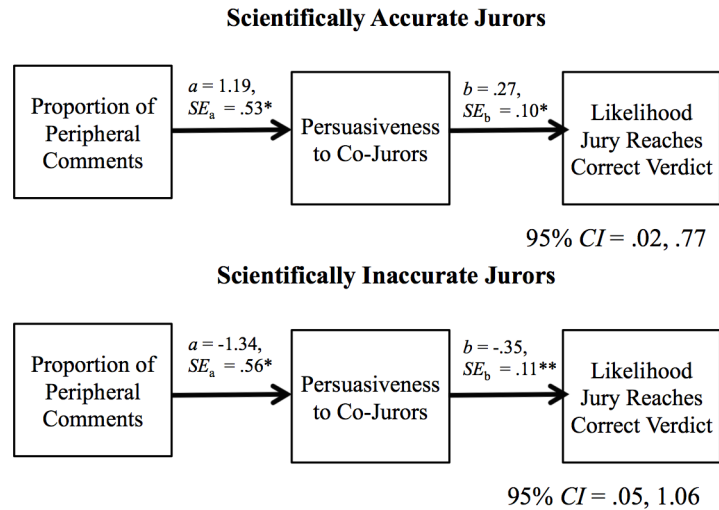 Scientifically Accurate Jurors
Proportion of
Peripheral
Comments
a = 1.19,
SEa = .53*
Persuasiveness
to Co-Jurors
b = .27,
SEb = .10*
Likelihood
Jury Reaches
Correct Verdict
95% CI = .02, .77
Scientifically Inaccurate Jurors
Proportion of
Peripheral
Comments
a = -1.34,
SEa = .56*
Persuasiveness
to Co-Jurors
b = -.35,
SEb = .11**
Likelihood
Jury Reaches
Correct Verdict
95% CI = .05, 1.06